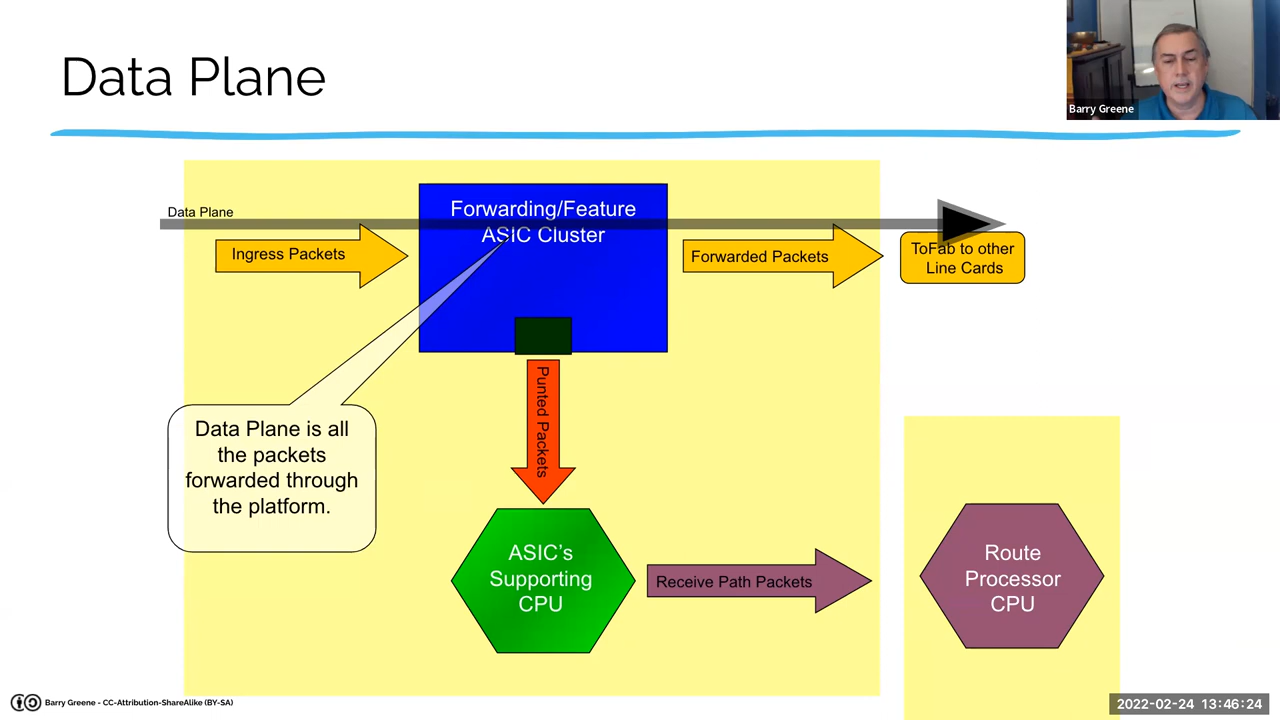 Data Plane
Barry Greene
Data Plane
Forwarding/Feature
ASIC Cluster
Ingress Packets
Forwarded Packets
ToFab to other
Line Cards
Punted Packets
Data Plane is all
the packets
forwarded through
the platform.
ASIC's
Supporting
CPU
Receive Path Packets
Route
Processor
CPU
Barry Greene - CC-Attribution-ShareAlike (BY-SA)
2022-02-24 13:46:24